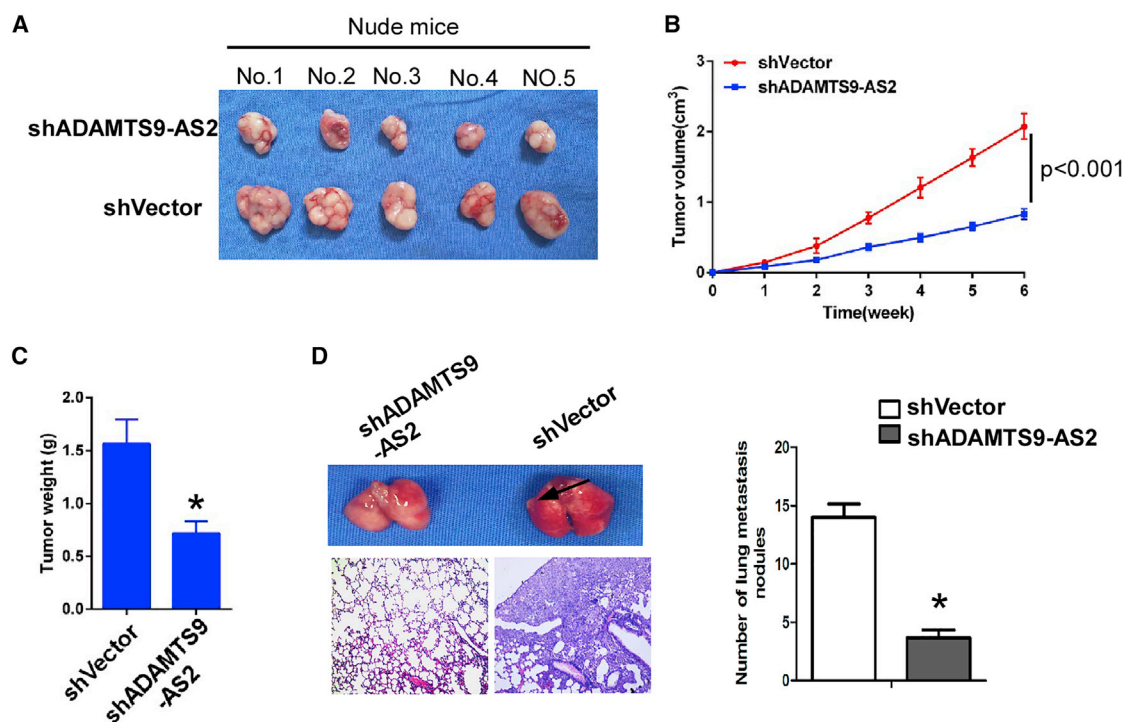 A
Nude mice
No.1 No.2 No.3 No.4 NO.5
shADAMTS9-AS2
shVector
B
shVector
shADAMTS9-AS2
Tumor volume(cm³)
3
2
1
0
0 1 2 3 4 5 6
Time(week)
p<0.001
C
Tumor weight (g)
2.0
1.5
1.0
0.5
0.0
*
shVector
shADAMTS9
-AS2
D
shADAMTS9
-AS2
shVector
shVector
shADAMTS9-AS2
Number of lung metastasis
nodules
20
15
10
5
0
*